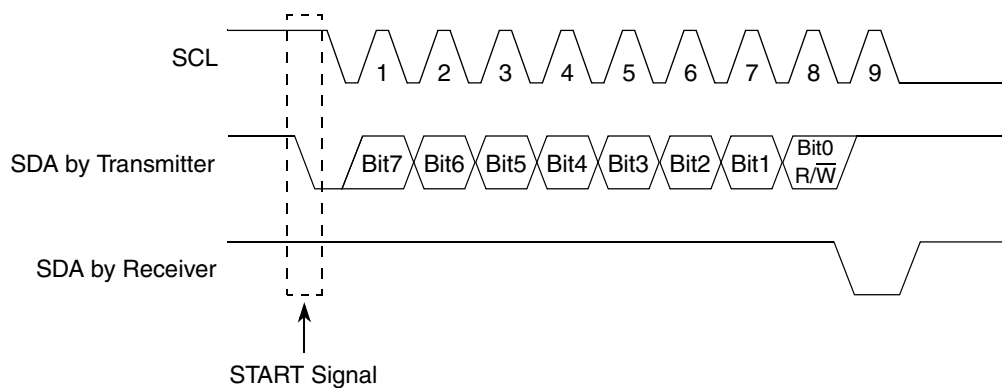 SCL
1 2 3 4 5 6 7 8 9
SDA by Transmitter
Bit7 Bit6 Bit5 Bit4 Bit3 Bit2 Bit1 Bit0
R/W̅
SDA by Receiver
START Signal